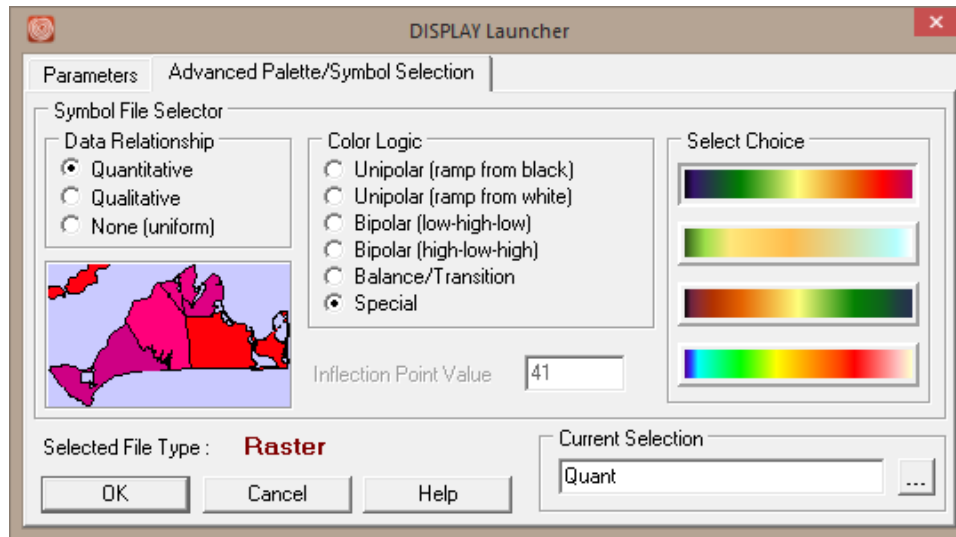 DISPLAY Launcher
Parameters
Advanced Palette/Symbol Selection
Symbol File Selector
Data Relationship
Quantitative
Qualitative
None (uniform)
Color Logic
Unipolar (ramp from black)
Unipolar (ramp from white)
Bipolar (low-high-low)
Bipolar (high-low-high)
Balance/Transition
Special
Inflection Point Value 41
Select Choice
Selected File Type : Raster
Current Selection
Quant
...
OK
Cancel
Help